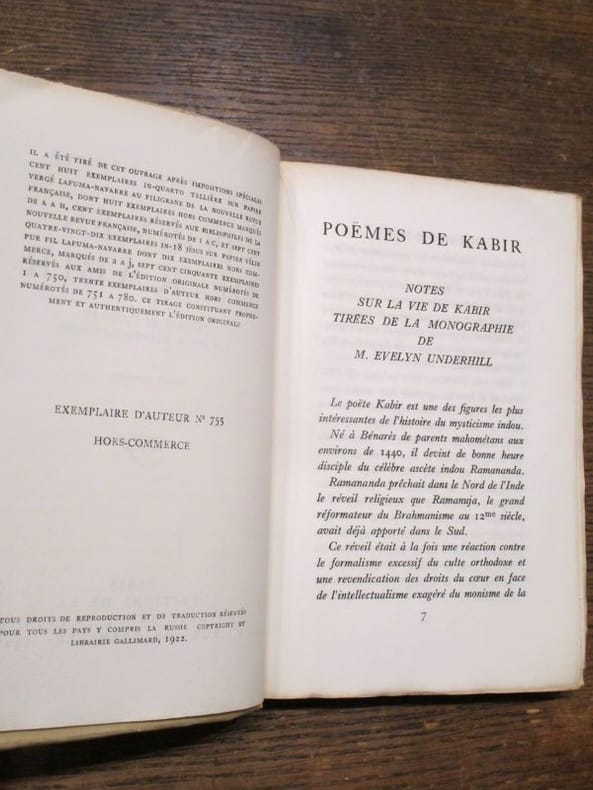 IL A ÉTÉ TIRÉ DE CET OUVRAGE APRÈS IMPOSITIONS SPÉCIALES
CENT HUIT EXEMPLAIRES IN-QUARTO TELLIÈRE SUR PAPIER
VERGÉ LAFUMA-NAVARRE AU FILIGRANE DE LA NOUVELLE REVUE
FRANÇAISE, DONT HUIT EXEMPLAIRES HORS COMMERCE MARQUÉS
DE A A H, CENT EXEMPLAIRES RÉSERVÉS AUX BIBLIOPHILES DE LA
NOUVELLE REVUE FRANÇAISE, NUMÉROTÉS DE I A C, ET SEPT CENT
QUATRE-VINGT-DIX EXEMPLAIRES IN-18 JÉSUS SUR PAPIER VÉLIN
PUR FIL LAFUMA-NAVARRE DONT DIX EXEMPLAIRES HORS COM-
MERCE, MARQUÉS DE a A j, SEPT CENT CINQUANTE EXEMPLAIRES
RÉSERVÉS AUX AMIS DE L'ÉDITION ORIGINALE NUMÉROTÉS DE
1 A 750, TRENTE EXEMPLAIRES D'AUTEUR HORS COMMERCE
NUMÉROTÉS DE 751 A 780. CE TIRAGE CONSTITUANT PROPRE-
MENT ET AUTHENTIQUEMENT L'ÉDITION ORIGINALE
EXEMPLAIRE D'AUTEUR Nº 755
HORS-COMMERCE
TOUS DROITS DE REPRODUCTION ET DE TRADUCTION RÉSERVÉS
POUR TOUS LES PAYS Y COMPRIS LA RUSSIE COPYRIGHT BY
LIBRAIRIE GALLIMARD, 1922.
POËMES DE KABIR
NOTES
SUR LA VIE DE KABIR
TIRÉES DE LA MONOGRAPHIE
DE
M. EVELYN UNDERHILL
Le poëte Kabir est une des figures les plus
intéressantes de l'histoire du mysticisme indou.
Né à Bénarès de parents mahométans aux
environs de 1440, il devint de bonne heure
disciple du célèbre ascète indou Ramananda.
Ramananda prêchait dans le Nord de l'Inde
le réveil religieux que Ramanuja, le grand
réformateur du Brahmanisme au 12me siècle,
avait déjà apporté dans le Sud.
Ce réveil était à la fois une réaction contre
le formalisme excessif du culte orthodoxe et
une revendication des droits du cœur en face
de l'intellectualisme exagéré du monisme de la
7